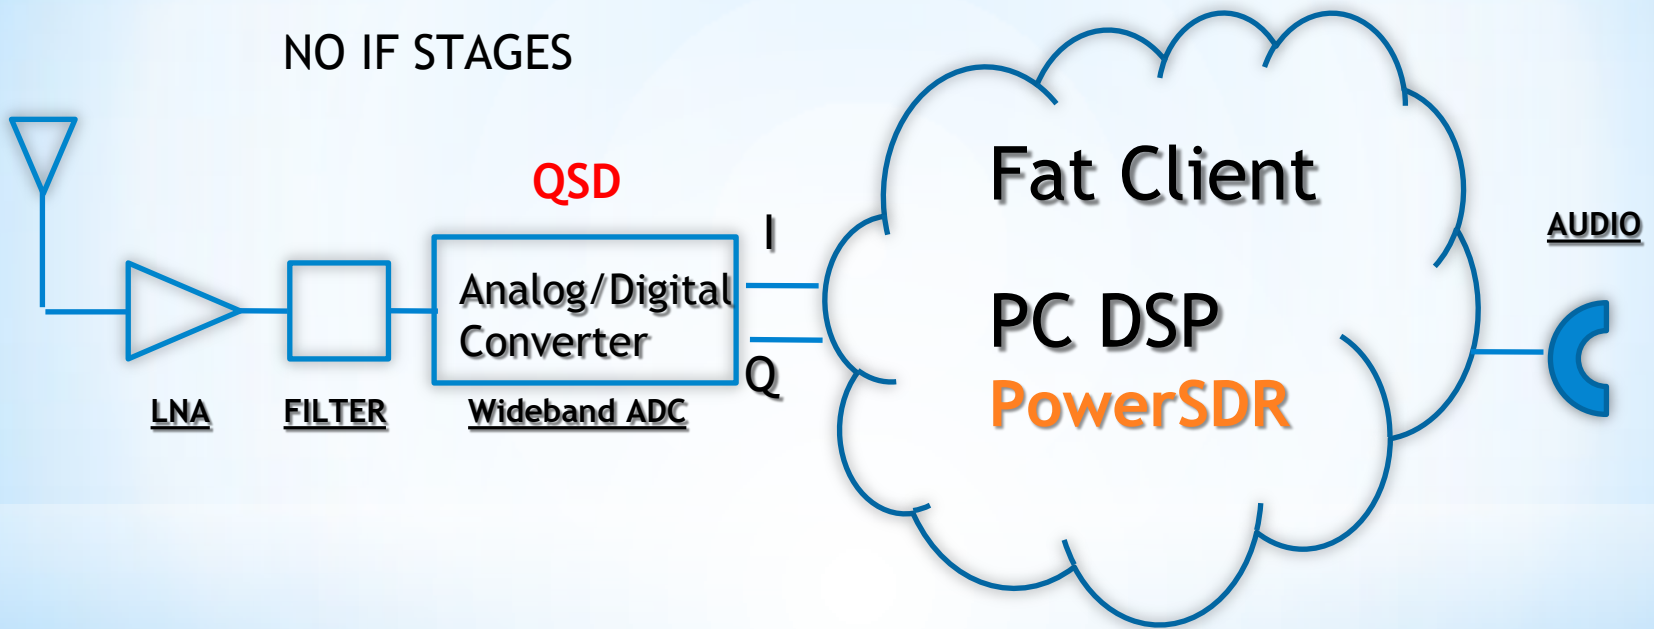 NO IF STAGES
QSD
I
Analog/Digital
Converter
Q
LNA
FILTER
Wideband ADC
Fat Client
PC DSP
PowerSDR
AUDIO